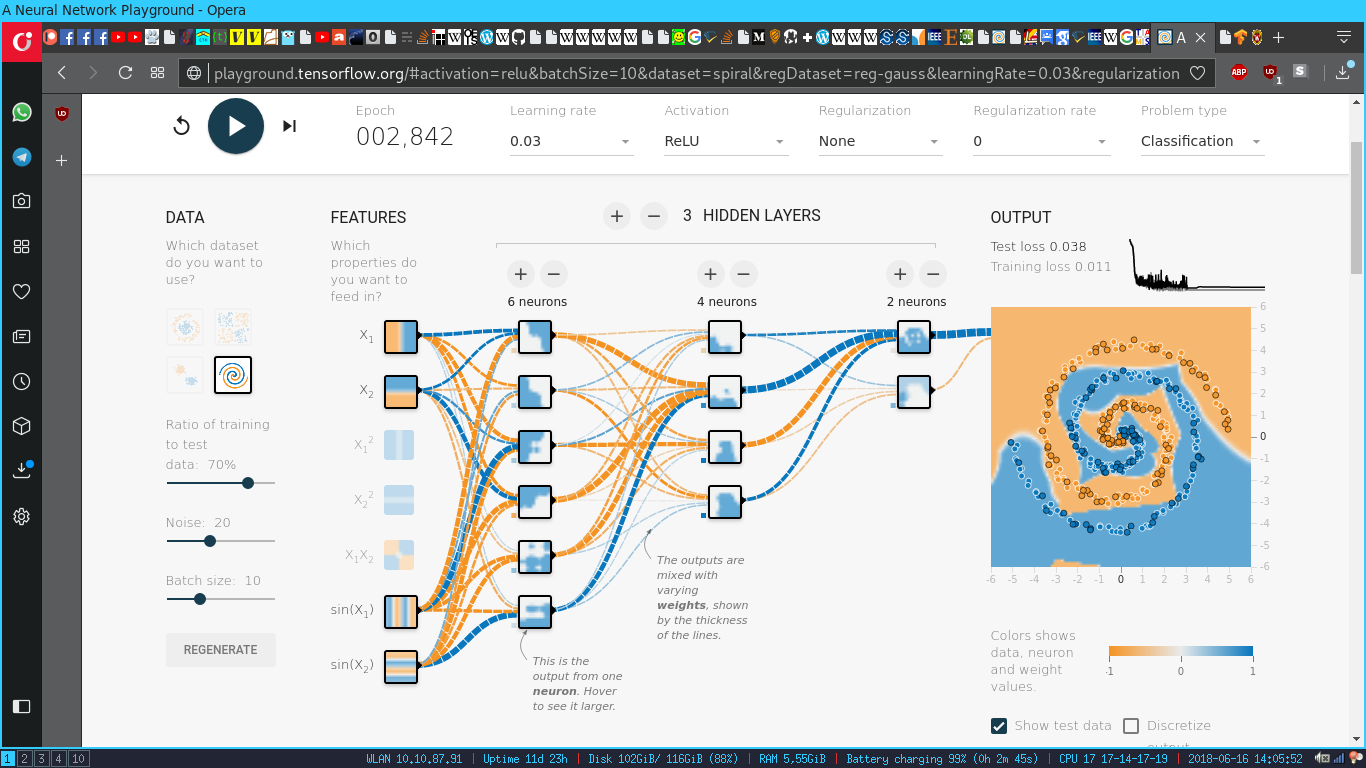 A Neural Network Playground - Opera
A
playground.tensorflow.org/#activation=relu&batchSize=10&dataset=spiral&regDataset=reg-gauss&learningRate=0.03&regularization
ABP
1
Epoch
002,842
Learning rate
0.03
Activation
ReLU
Regularization
None
Regularization rate
0
Problem type
Classification
DATA
Which dataset
do you want to
use?
Ratio of training
to test
data: 70%
Noise: 20
Batch size: 10
REGENERATE
FEATURES
Which
properties do
you want to
feed in?
X1
X2
X1²
X2²
X1X2
sin(X1)
sin(X2)
3 HIDDEN LAYERS
6 neurons
4 neurons
2 neurons
The outputs are
mixed with
varying
weights, shown
by the thickness
of the lines.
This is the
output from one
neuron. Hover
to see it larger.
OUTPUT
Test loss 0.038
Training loss 0.011
6
5
4
3
2
1
0
-1
-2
-3
-4
-5
-6
-6 -5 -4 -3 -2 -1 0 1 2 3 4 5 6
Colors shows
data, neuron
and weight
values.
-1 0 1
Show test data
Discretize
output
1 2 3 4 10
WLAN 10.10.87.91 | Uptime 11d 23h | Disk 102GiB/ 116GiB (88%) | RAM 5,55GiB | Battery charging 99% (0h 2m 45s) | CPU 17 17-14-17-19 | 2018-06-16 14:05:52